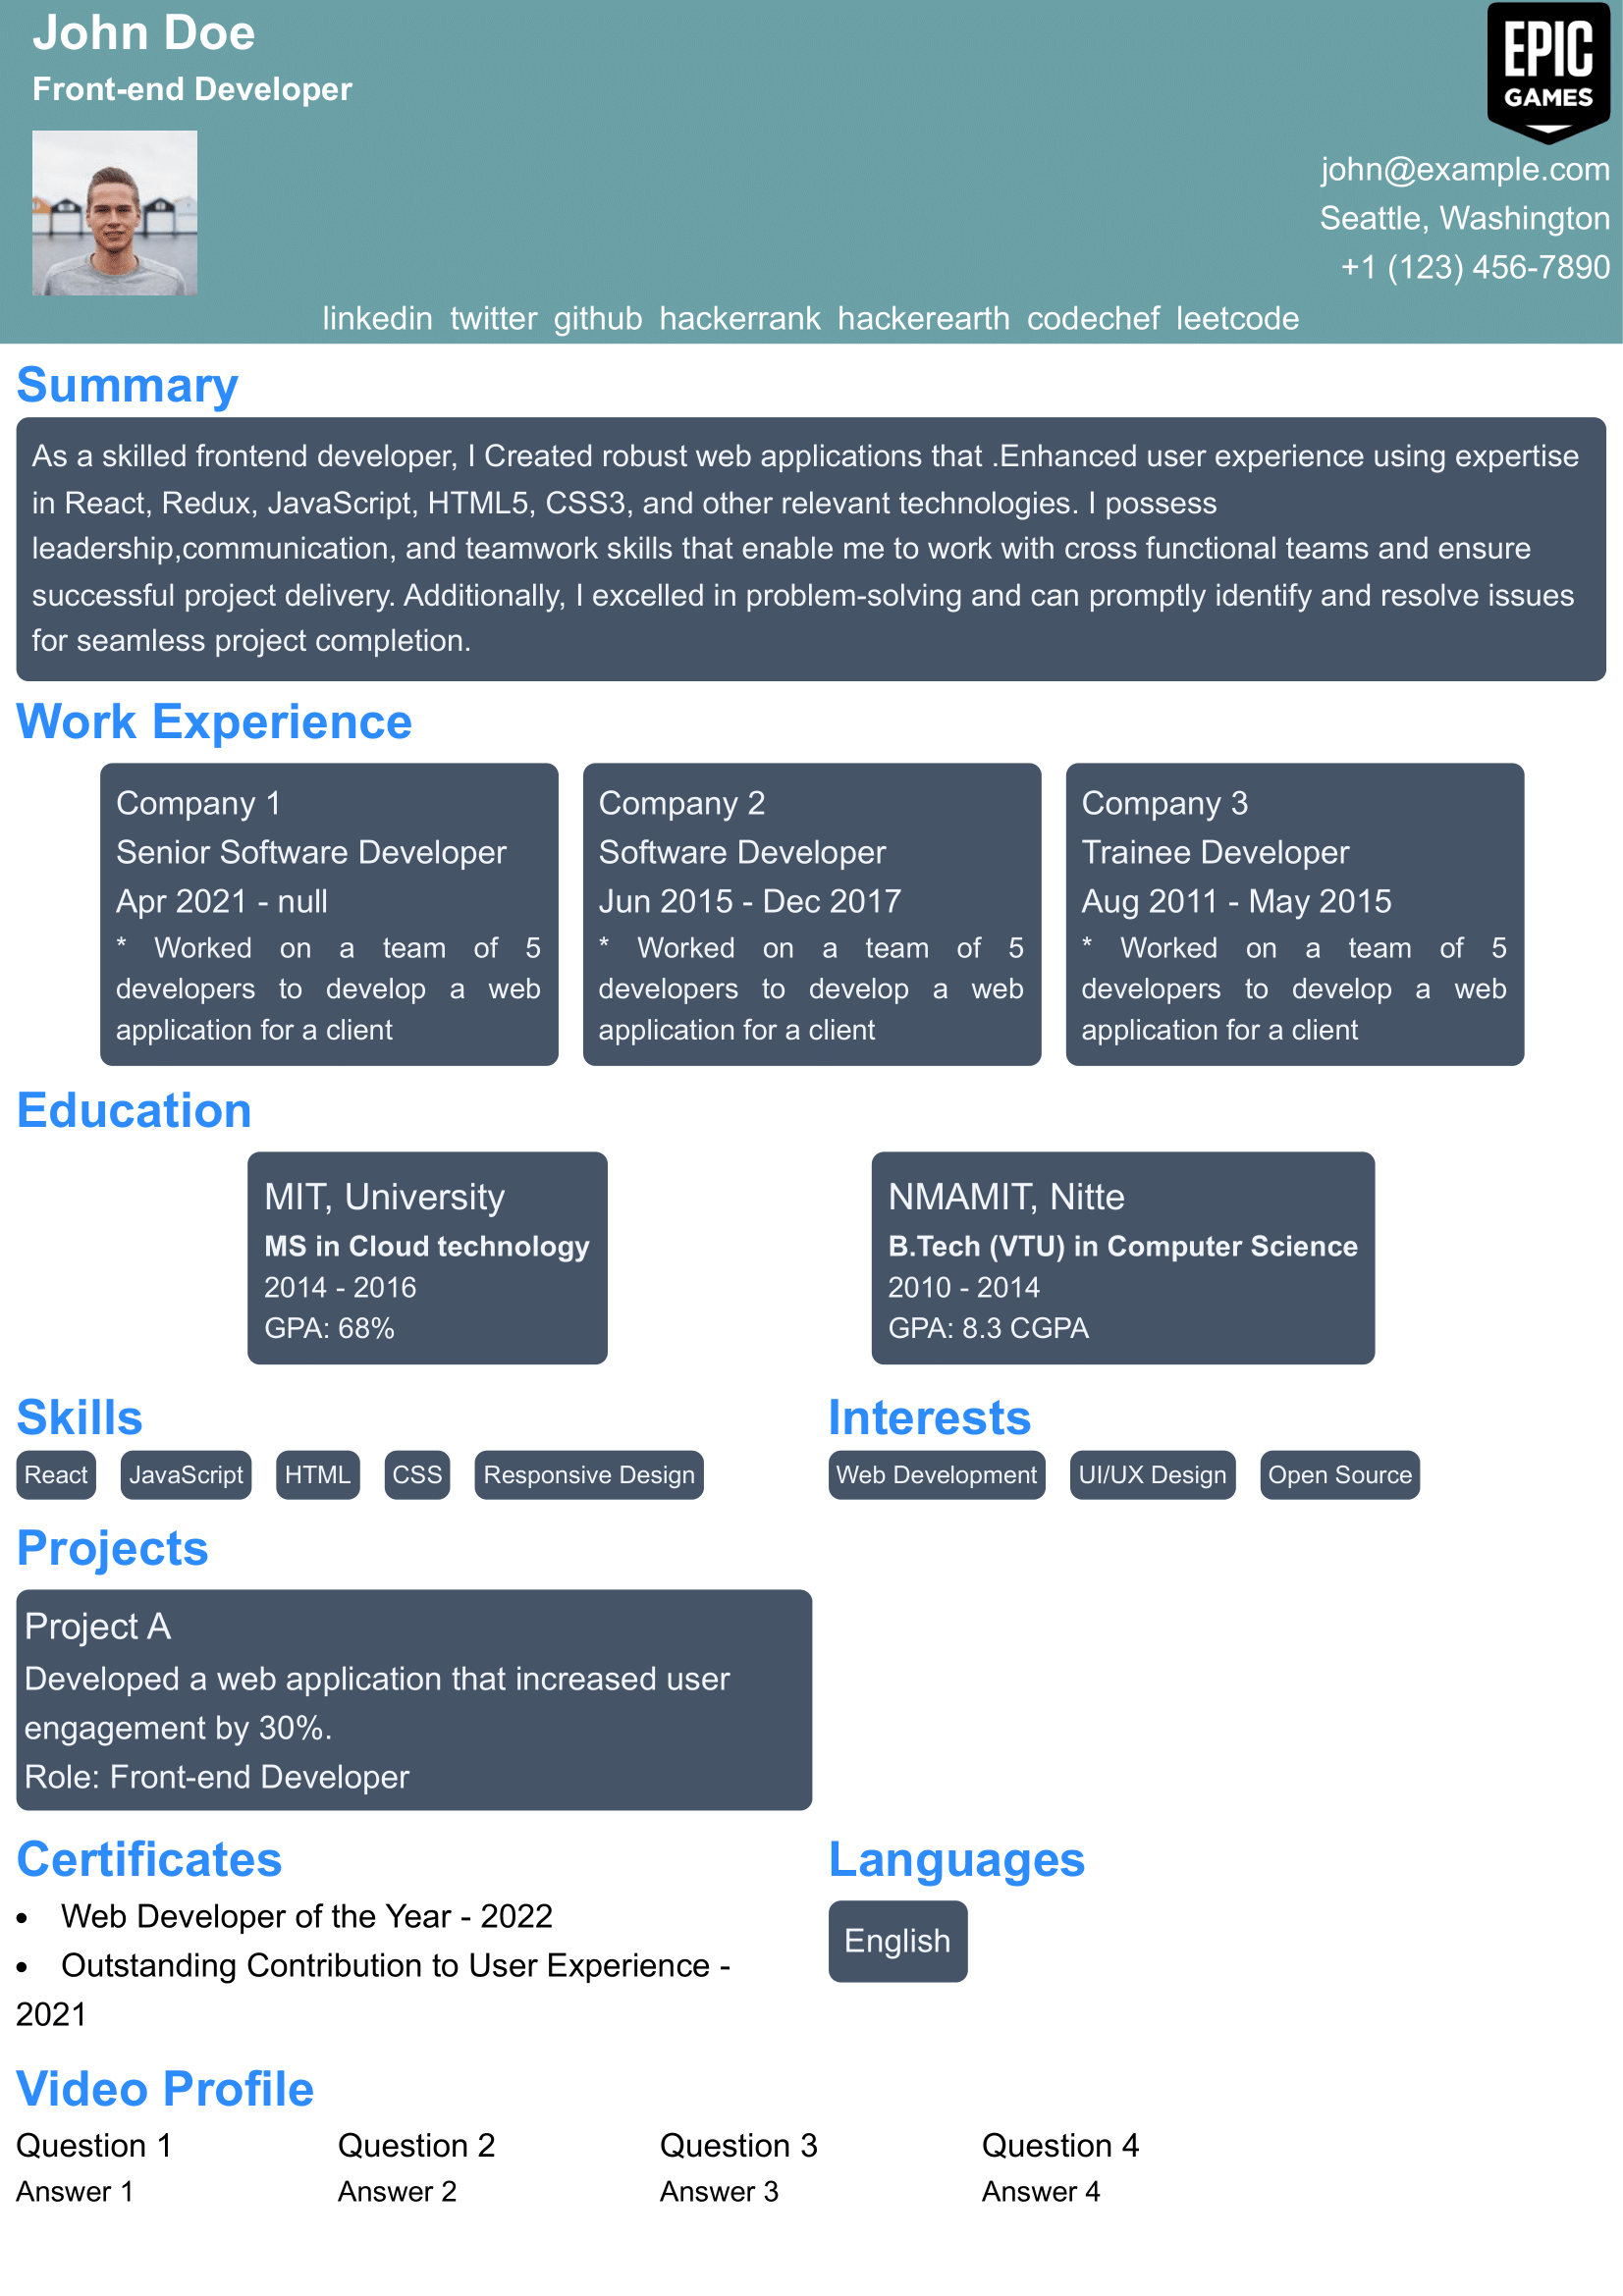 John Doe
Front-end Developer
EPIC
GAMES
john@example.com
Seattle, Washington
+1 (123) 456-7890
linkedin twitter github hackerrank hackerearth codechef leetcode
Summary
As a skilled frontend developer, I Created robust web applications that .Enhanced user experience using expertise
in React, Redux, JavaScript, HTML5, CSS3, and other relevant technologies. I possess
leadership,communication, and teamwork skills that enable me to work with cross functional teams and ensure
successful project delivery. Additionally, I excelled in problem-solving and can promptly identify and resolve issues
for seamless project completion.
Work Experience
Company 1
Senior Software Developer
Apr 2021 - null
* Worked on a team of 5
developers to develop a web
application for a client
Company 2
Software Developer
Jun 2015 - Dec 2017
* Worked on a team of 5
developers to develop a web
application for a client
Company 3
Trainee Developer
Aug 2011 - May 2015
* Worked on a team of 5
developers to develop a web
application for a client
Education
MIT, University
MS in Cloud technology
2014 - 2016
GPA: 68%
NMAMIT, Nitte
B.Tech (VTU) in Computer Science
2010 - 2014
GPA: 8.3 CGPA
Skills
React JavaScript HTML CSS Responsive Design
Interests
Web Development UI/UX Design Open Source
Projects
Project A
Developed a web application that increased user
engagement by 30%.
Role: Front-end Developer
Certificates
• Web Developer of the Year - 2022
• Outstanding Contribution to User Experience -
2021
Languages
English
Video Profile
Question 1
Answer 1
Question 2
Answer 2
Question 3
Answer 3
Question 4
Answer 4